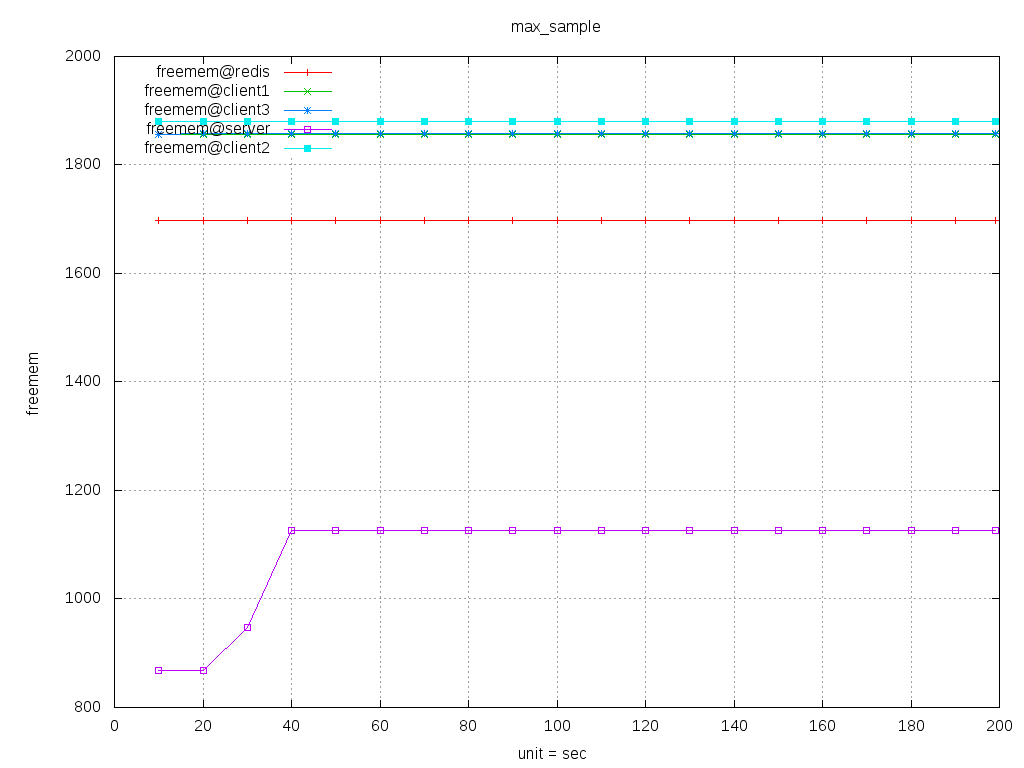 max_sample
2000
1800
1600
1400
1200
1000
800
freemem@redis
freemem@client1
freemem@client3
freemem@server
freemem@client2
freemem
0 20 40 60 80 100 120 140 160 180 200
unit = sec